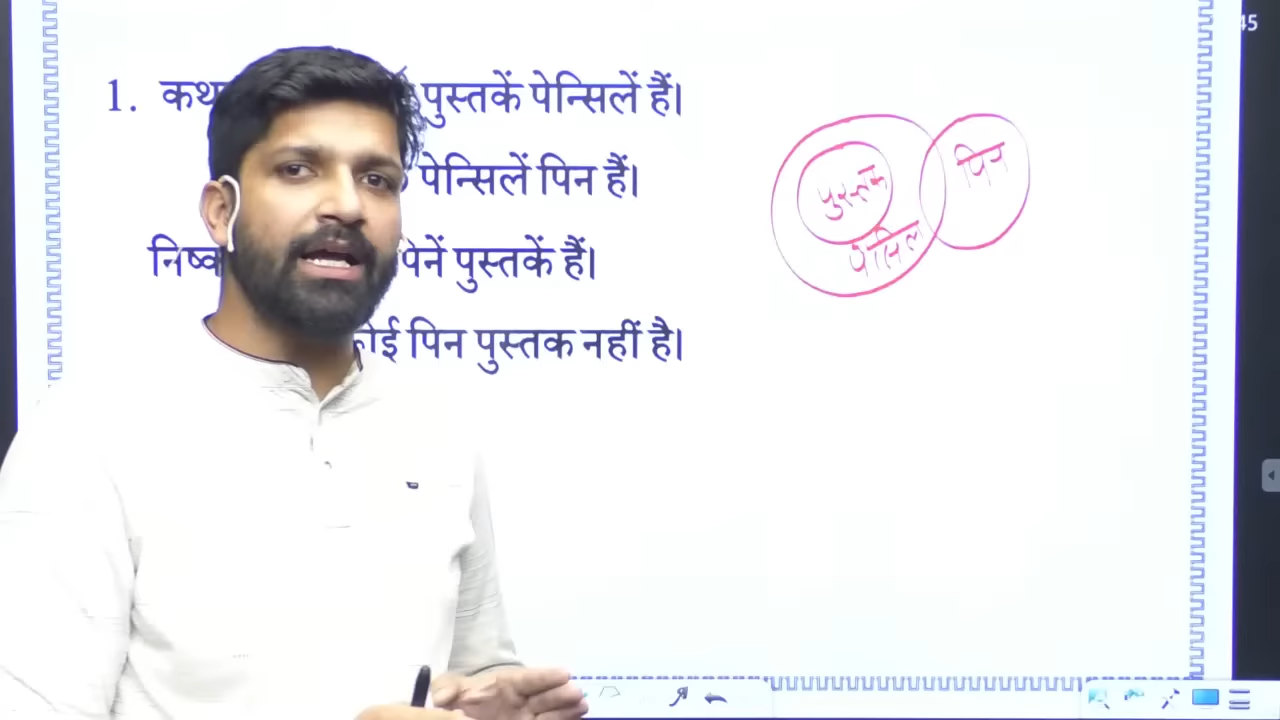 45
1. कथ पुस्तकें पेन्सिलें हैं।
पेन्सिलें पिन हैं।
निष्क पेनें पुस्तकें हैं।
कोई पिन पुस्तक नहीं है।
पुस्तक
पेंसिल
पिन